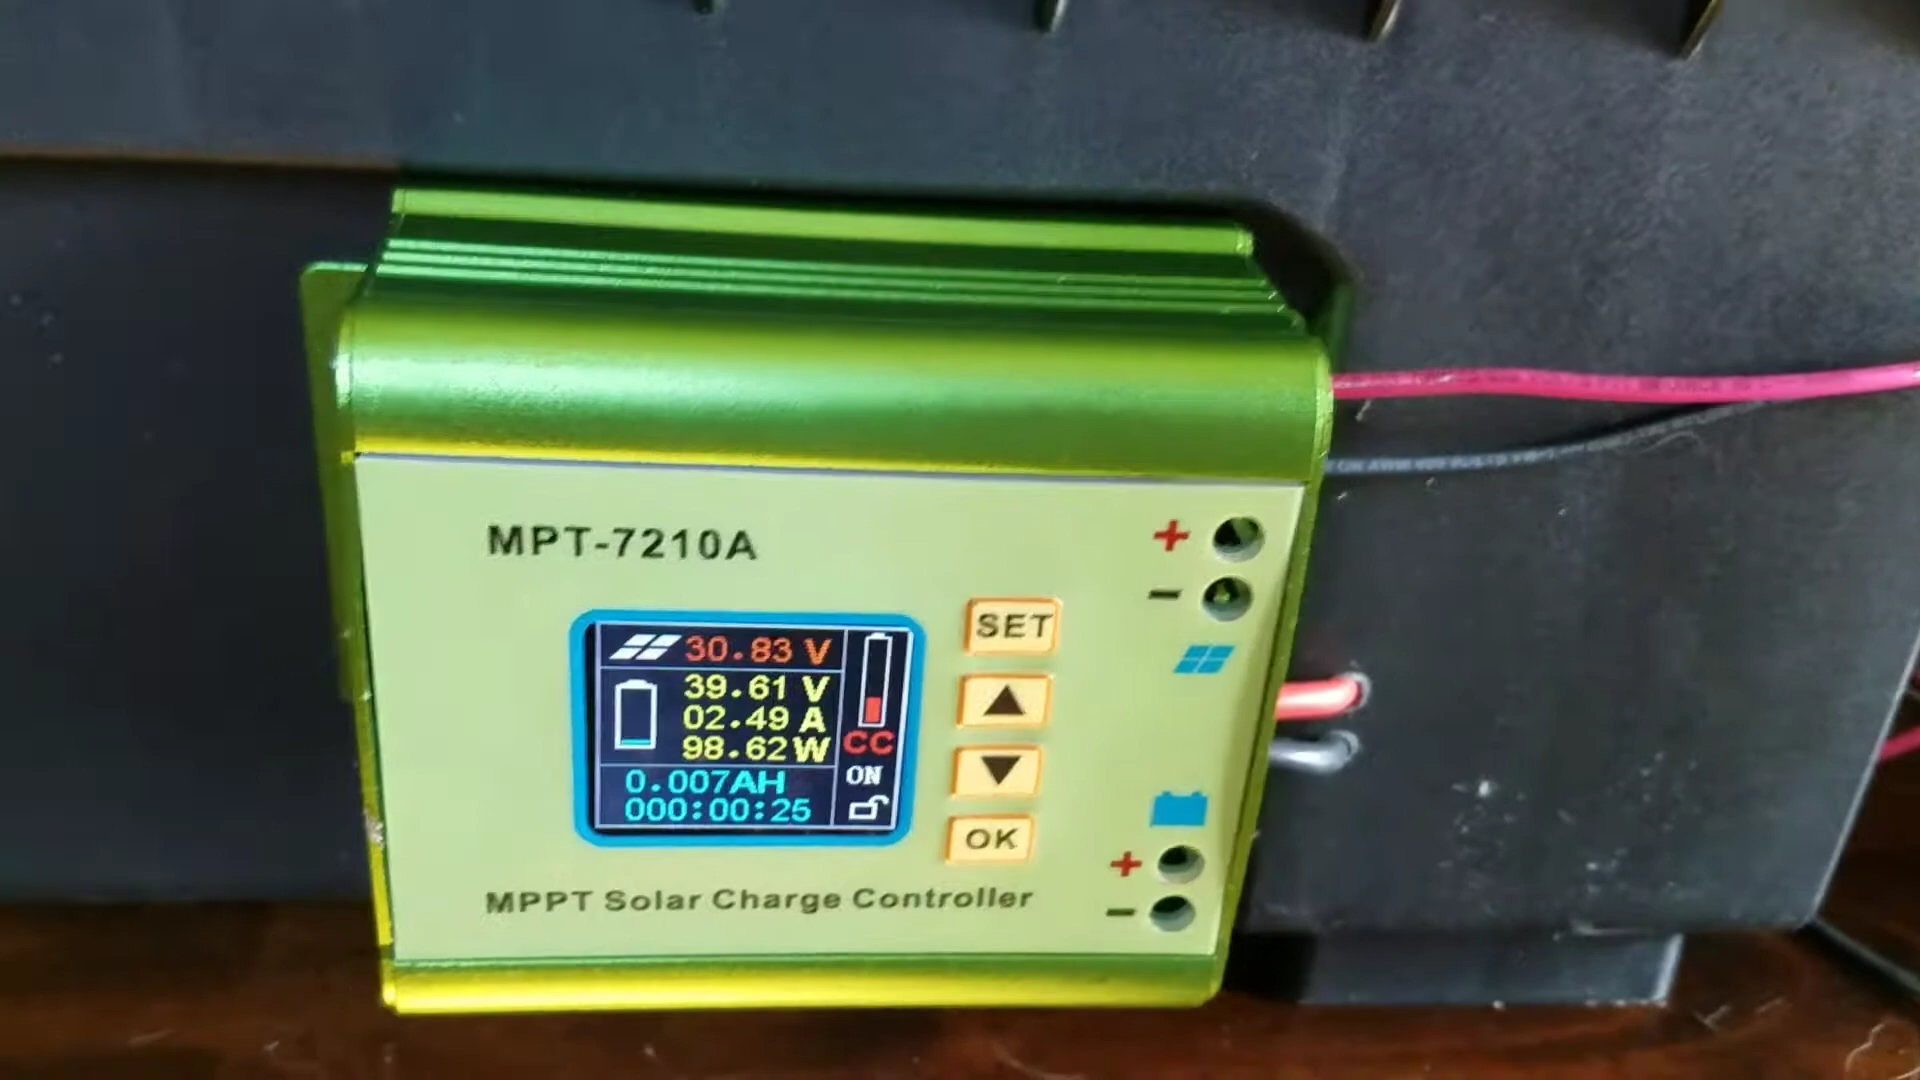 MPT-7210A
30.83 V
39.61 V
02.49 A
98.62 W
CC
ON
0.007AH
000:00:25
SET
OK
+
-
+
-
MPPT Solar Charge Controller